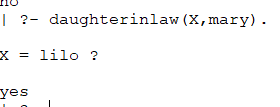 no
| ?- daughterinlaw(X,mary).
X = lilo ?
yes